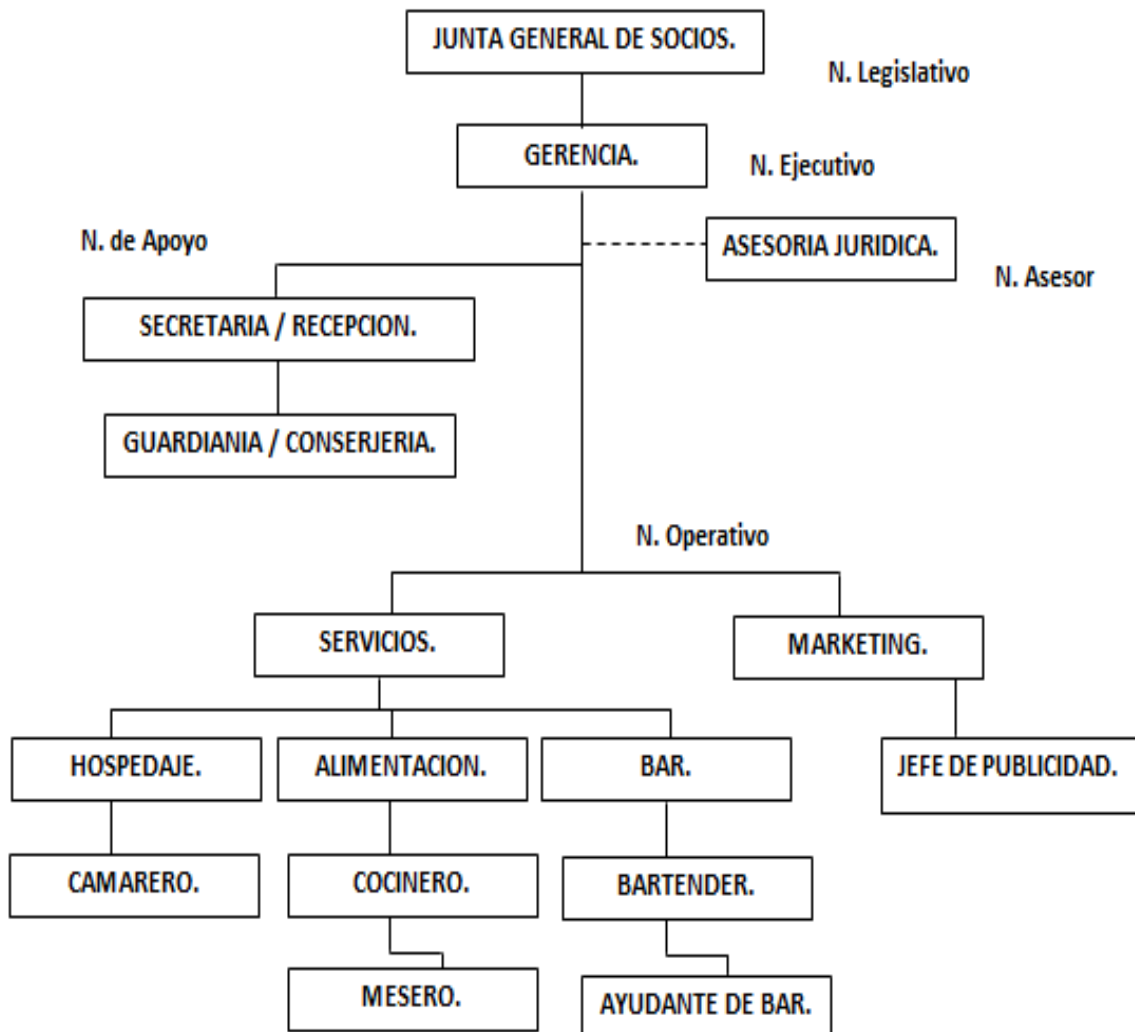 JUNTA GENERAL DE SOCIOS.
N. Legislativo
GERENCIA.
N. Ejecutivo
N. de Apoyo
ASESORIA JURIDICA.
N. Asesor
SECRETARIA / RECEPCION.
GUARDIANIA / CONSERJERIA.
N. Operativo
SERVICIOS.
MARKETING.
HOSPEDAJE.
ALIMENTACION.
BAR.
JEFE DE PUBLICIDAD.
CAMARERO.
COCINERO.
BARTENDER.
MESERO.
AYUDANTE DE BAR.